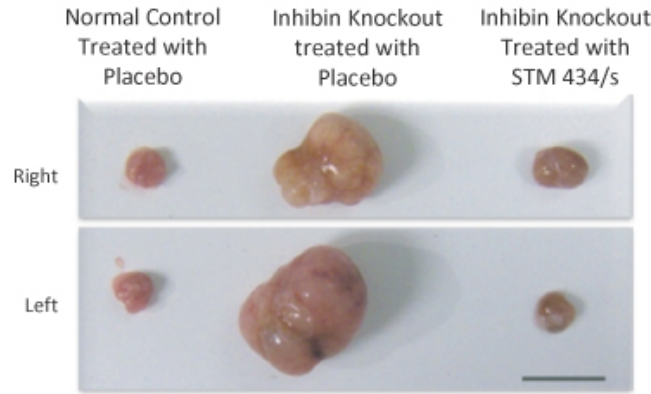 Normal Control
Treated with
Placebo
Inhibin Knockout
treated with
Placebo
Inhibin Knockout
Treated with
STM 434/s
Right
Left